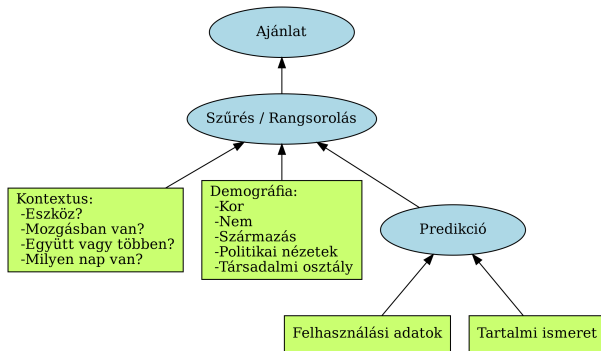 Ajánlat
Szűrés / Rangsorolás
Kontextus:
-Eszköz?
-Mozgásban van?
-Együtt vagy többen?
-Milyen nap van?
Demográfia:
-Kor
-Nem
-Származás
-Politikai nézetek
-Társadalmi osztály
Predikció
Felhasználási adatok
Tartalmi ismeret